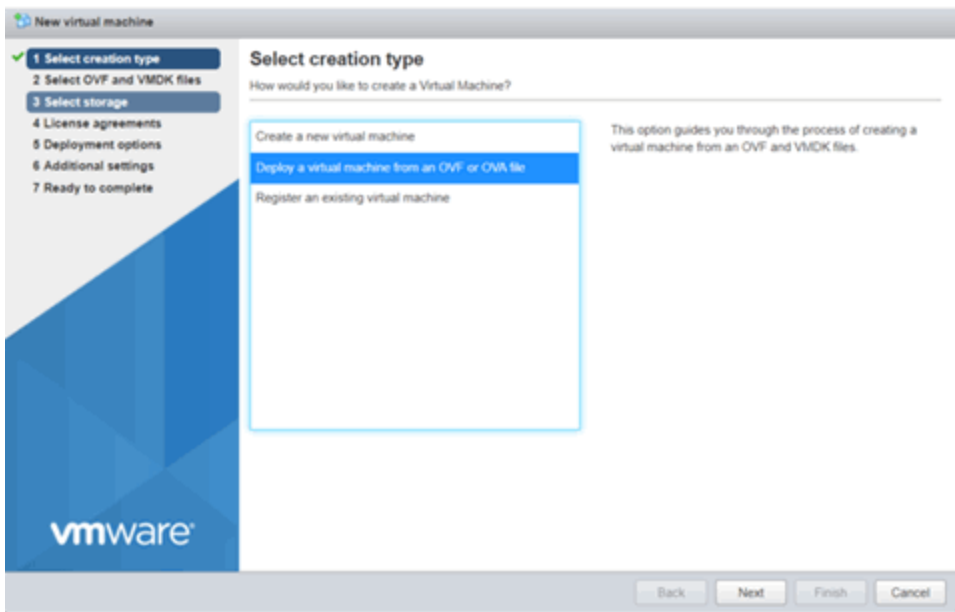 New virtual machine
1 Select creation type
2 Select OVF and VMDK files
3 Select storage
4 License agreements
5 Deployment options
6 Additional settings
7 Ready to complete
vmware
Select creation type
How would you like to create a Virtual Machine?
Create a new virtual machine
Deploy a virtual machine from an OVF or OVA file
Register an existing virtual machine
This option guides you through the process of creating a
virtual machine from an OVF and VMDK files.
Back
Next
Finish
Cancel